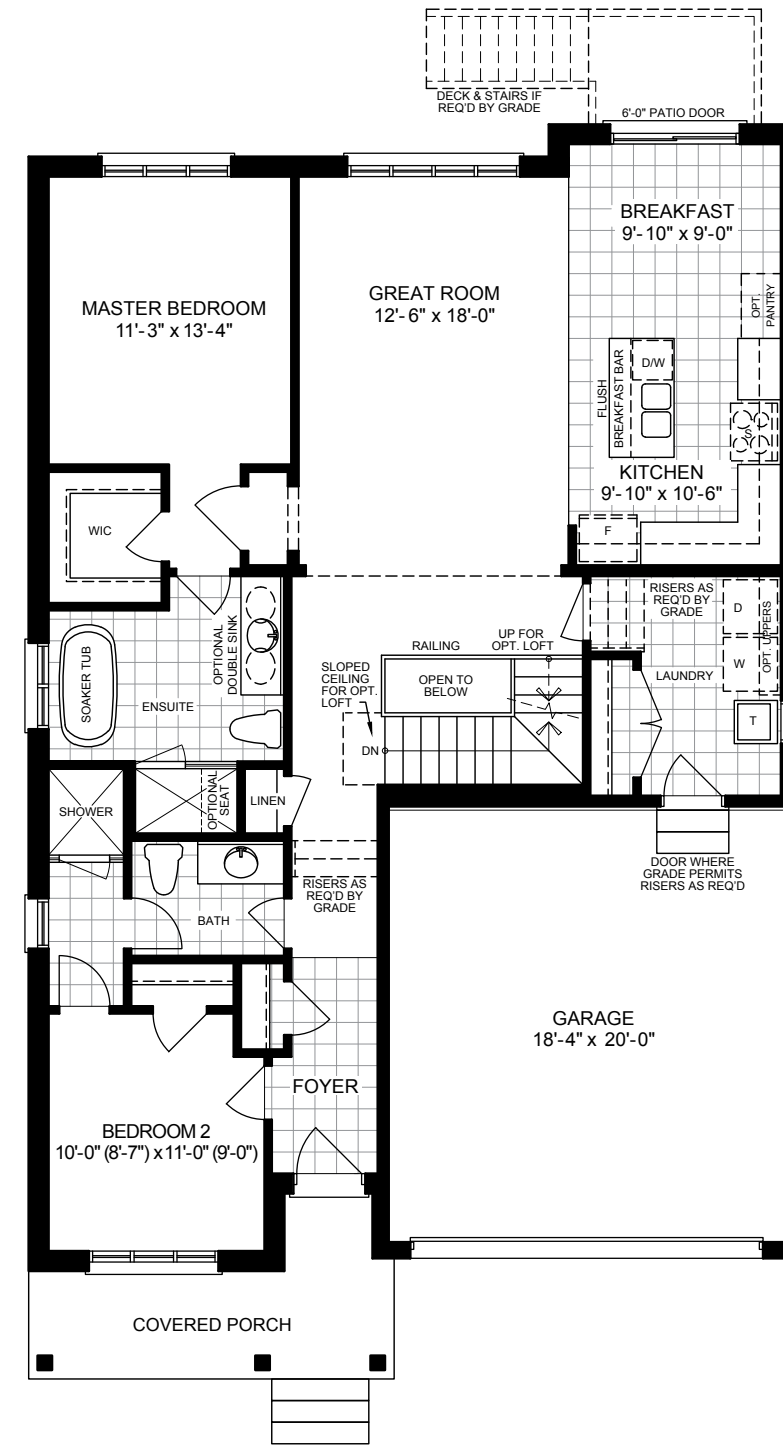 DECK & STAIRS IF
REQ'D BY GRADE
6'-0" PATIO DOOR
BREAKFAST
9'-10" x 9'-0"
MASTER BEDROOM
11'-3" x 13'-4"
GREAT ROOM
12'-6" x 18'-0"
OPT.
PANTRY
FLUSH
BREAKFAST BAR
D/W
S
KITCHEN
9'-10" x 10'-6"
F
WIC
RISERS AS
REQ'D BY
GRADE
D
W
OPT. UPPERS
LAUNDRY
T
OPTIONAL
DOUBLE SINK
SOAKER TUB
ENSUITE
RAILING
UP FOR
OPT. LOFT
SLOPED
CEILING
FOR OPT.
LOFT
OPEN TO
BELOW
DN
SHOWER
OPTIONAL
SEAT
LINEN
RISERS AS
REQ'D BY
GRADE
BATH
DOOR WHERE
GRADE PERMITS
RISERS AS REQ'D
GARAGE
18'-4" x 20'-0"
FOYER
BEDROOM 2
10'-0" (8'-7") x 11'-0" (9'-0")
COVERED PORCH